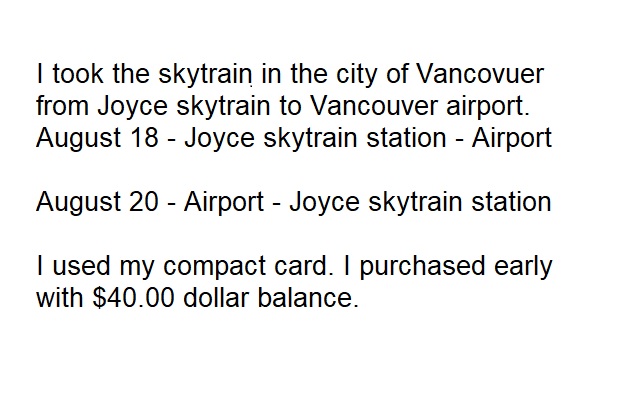 I took the skytrain in the city of Vancovuer
from Joyce skytrain to Vancouver airport.
August 18 - Joyce skytrain station - Airport
August 20 - Airport - Joyce skytrain station
I used my compact card. I purchased early
with $40.00 dollar balance.